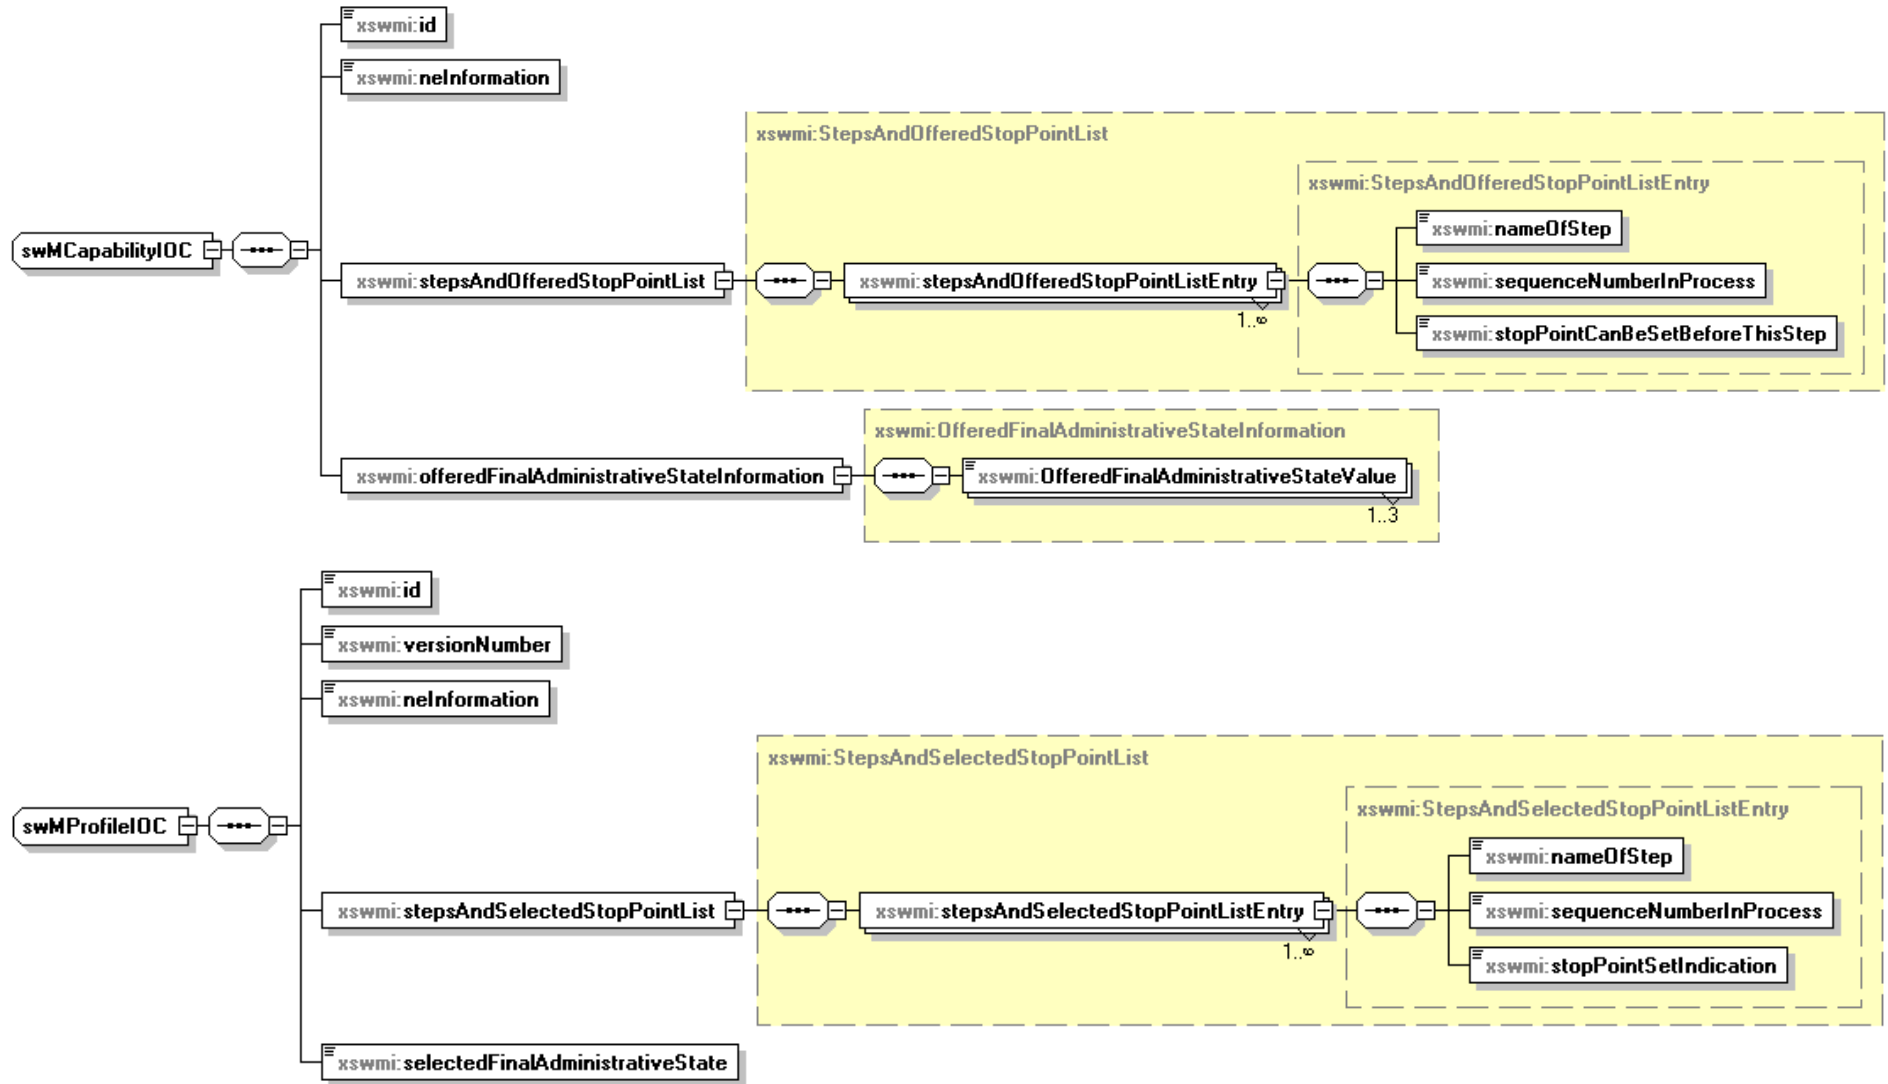 xswmi:id
xswmi:neInformation
xswmi:StepsAndOfferedStopPointList
xswmi:StepsAndOfferedStopPointListEntry
xswmi:nameOfStep
swMCapabilityIOC
xswmi:stepsAndOfferedStopPointList
xswmi:stepsAndOfferedStopPointListEntry
xswmi:sequenceNumberInProcess
1..∞
xswmi:stopPointCanBeSetBeforeThisStep
xswmi:OfferedFinalAdministrativeStateInformation
xswmi:offeredFinalAdministrativeStateInformation
xswmi:OfferedFinalAdministrativeStateValue
1..3
xswmi:id
xswmi:versionNumber
xswmi:neInformation
xswmi:StepsAndSelectedStopPointList
xswmi:StepsAndSelectedStopPointListEntry
swMProfileIOC
xswmi:nameOfStep
xswmi:stepsAndSelectedStopPointList
xswmi:stepsAndSelectedStopPointListEntry
xswmi:sequenceNumberInProcess
1..∞
xswmi:stopPointSetIndication
xswmi:selectedFinalAdministrativeState